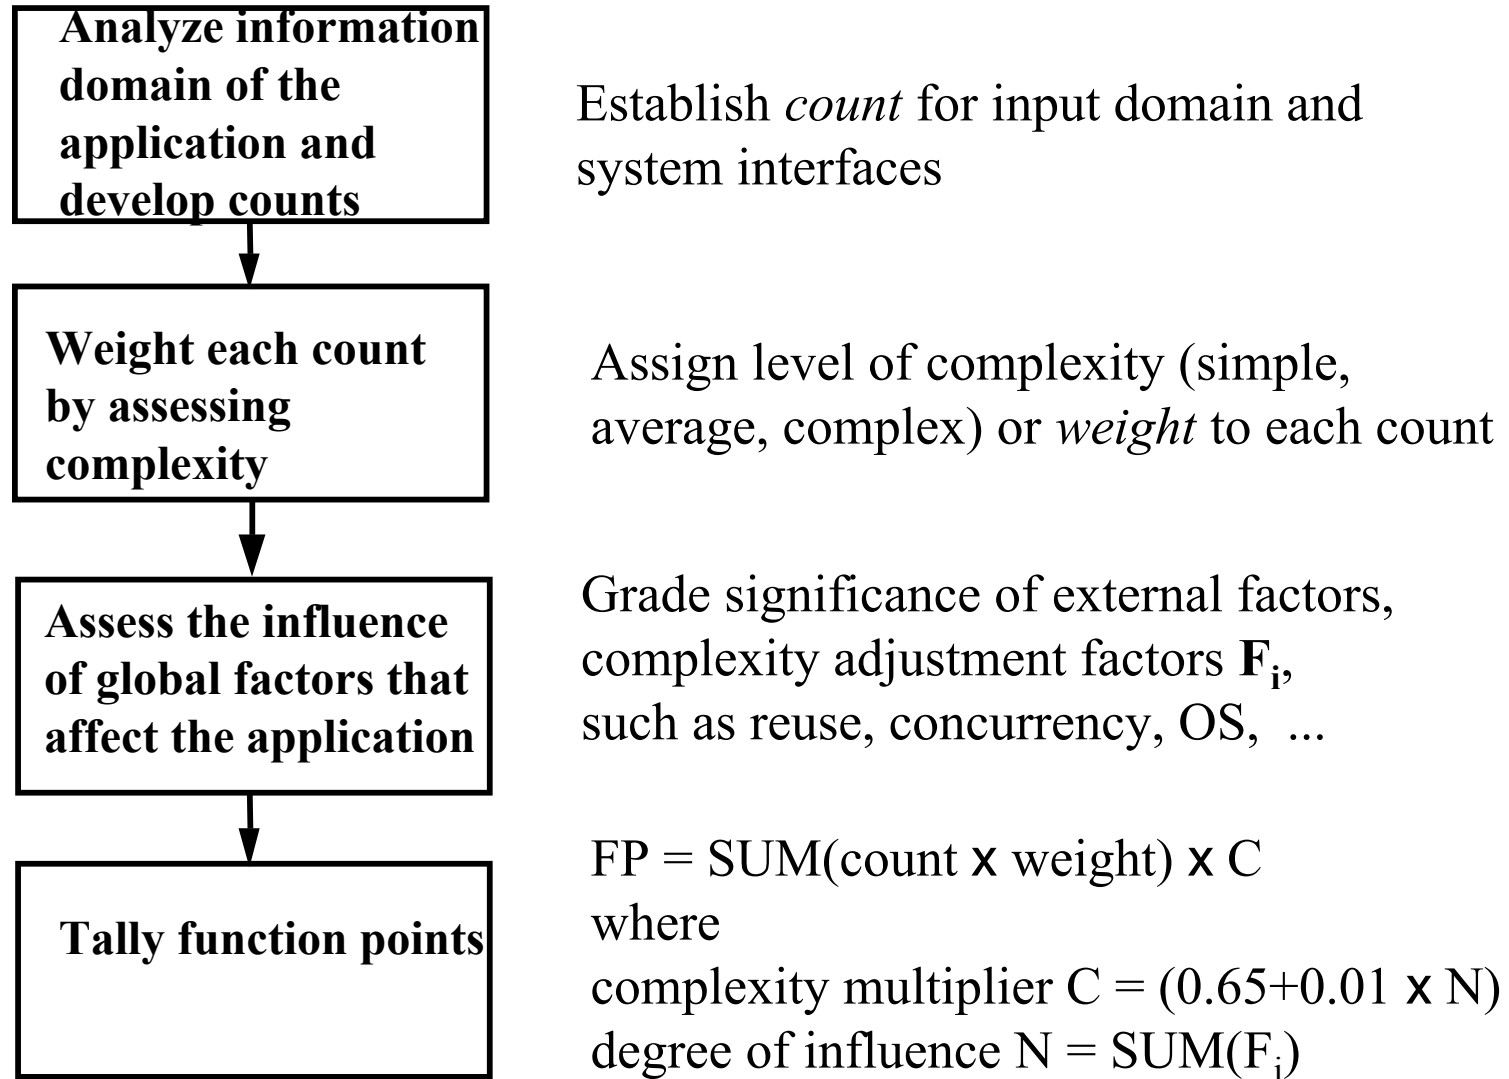 Analyze information
domain of the
application and
develop counts
Establish count for input domain and
system interfaces
Weight each count
by assessing
complexity
Assign level of complexity (simple,
average, complex) or weight to each count
Assess the influence
of global factors that
affect the application
Grade significance of external factors,
complexity adjustment factors Fi,
such as reuse, concurrency, OS, ...
Tally function points
FP = SUM(count x weight) x C
where
complexity multiplier C = (0.65+0.01 x N)
degree of influence N = SUM(Fi)